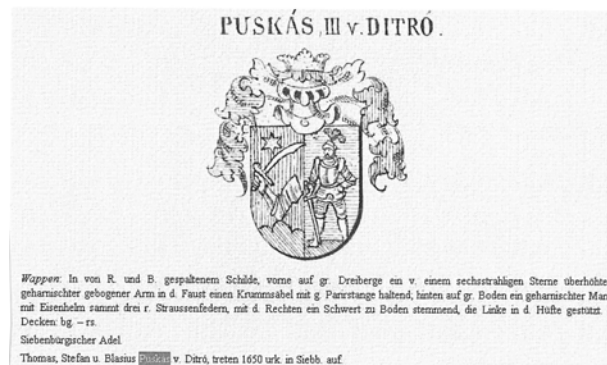 PUSKÁS, III v. DITRÓ.
Wappen: In von R. und B. gespaltenem Schilde, vorne auf gr. Dreiberge ein v. einem sechsstrahligen Sterne überhöhte
geharnischter gebogener Arm in d. Faust einen Krummsäbel mit g. Parirstange haltend; hinten auf gr. Boden ein geharnischter Man
mit Eisenhelm sammt drei r. Straussenfedern, mit d. Rechten ein Schwert zu Boden stemmend, die Linke in d. Hüfte gestützt.
Decken: bg. – rs.
Siebenbürgischer Adel.
Thomas, Stefan u. Blasius Puskás v. Ditró, treten 1650 urk. in Siebb. auf.